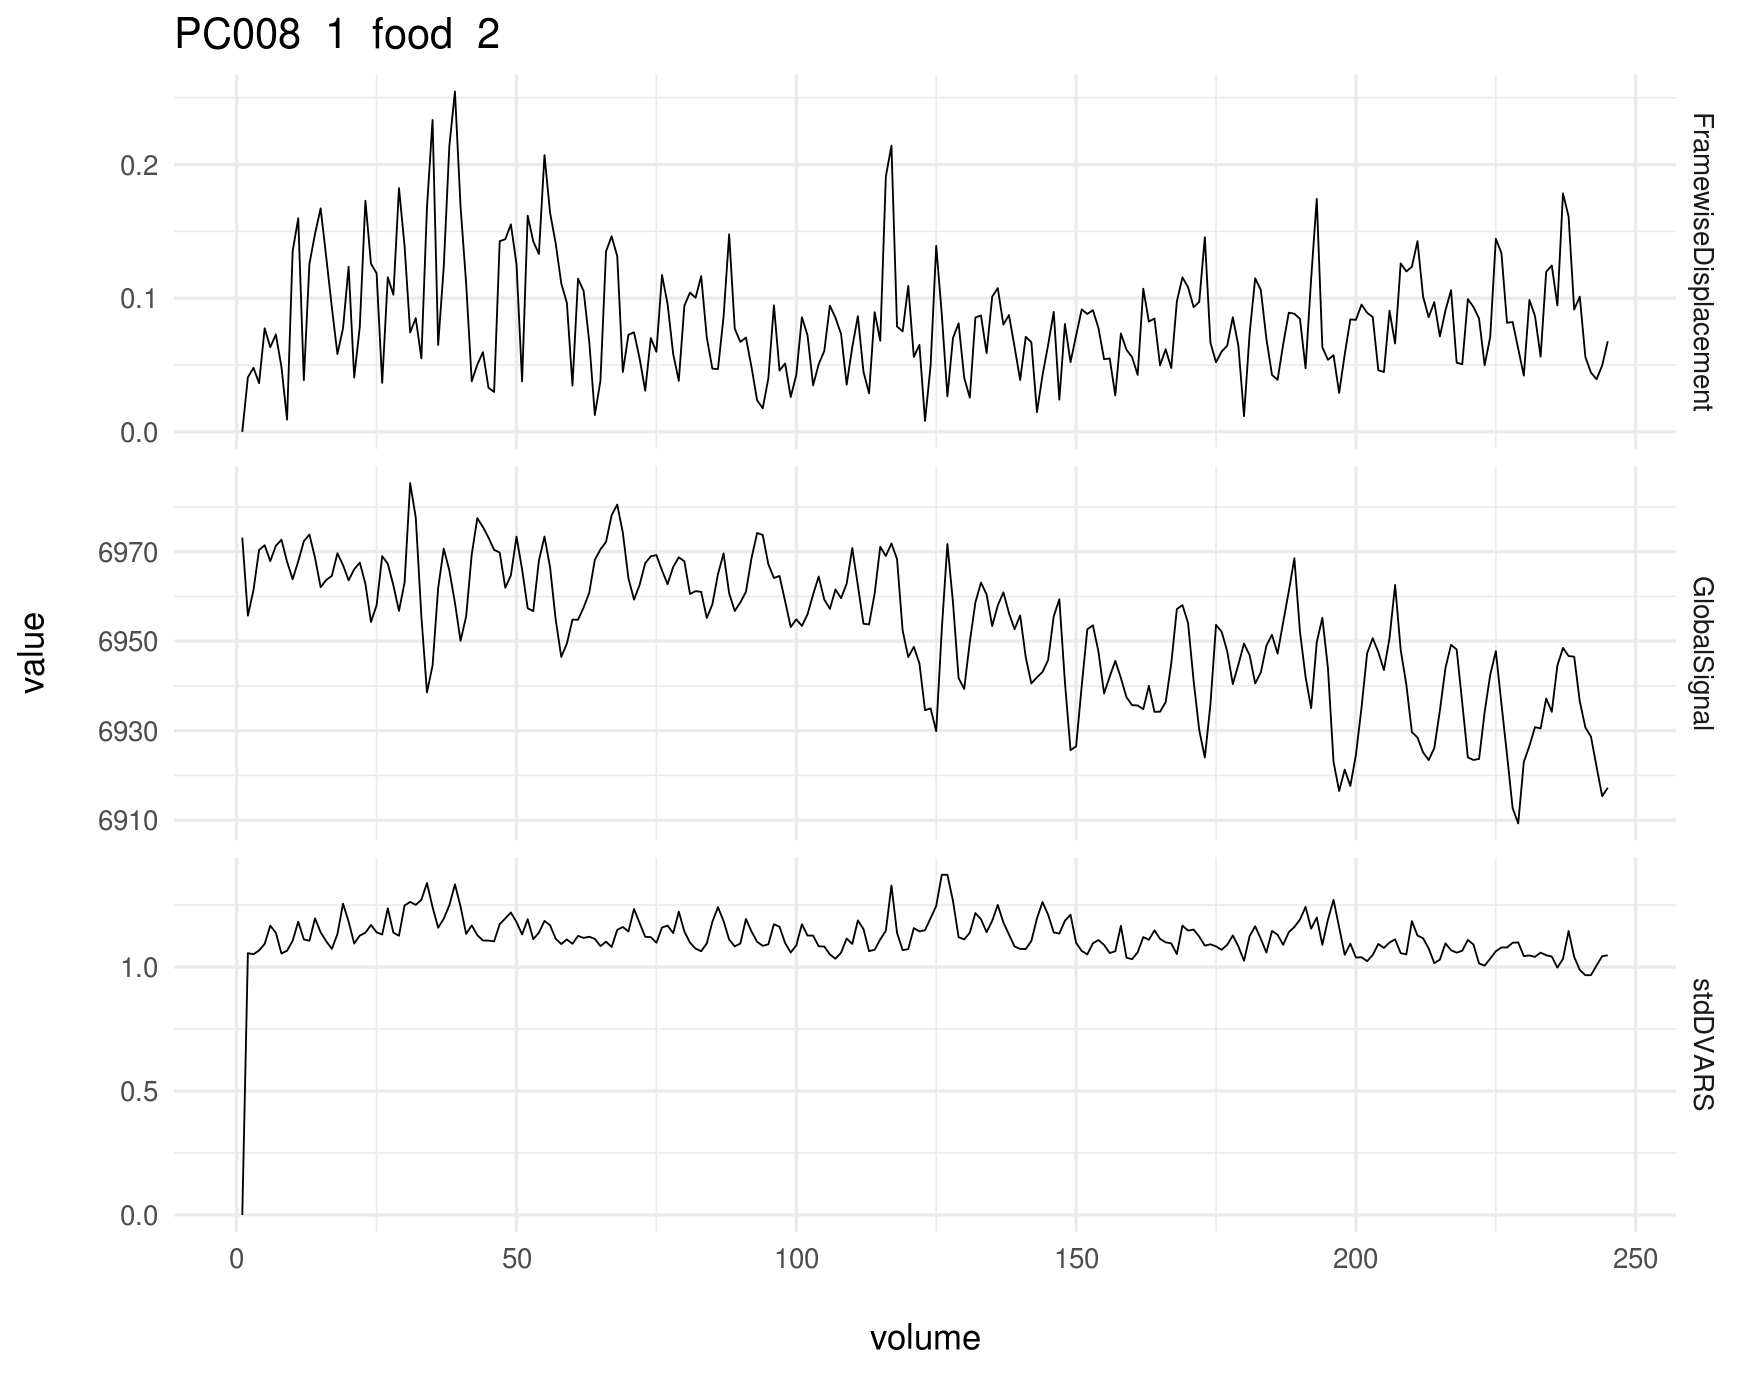 PC008 1 food 2
0.2
0.1
0.0
FramewiseDisplacement
6970
6950
6930
6910
GlobalSignal
1.0
0.5
0.0
stdDVARS
value
0 50 100 150 200 250
volume